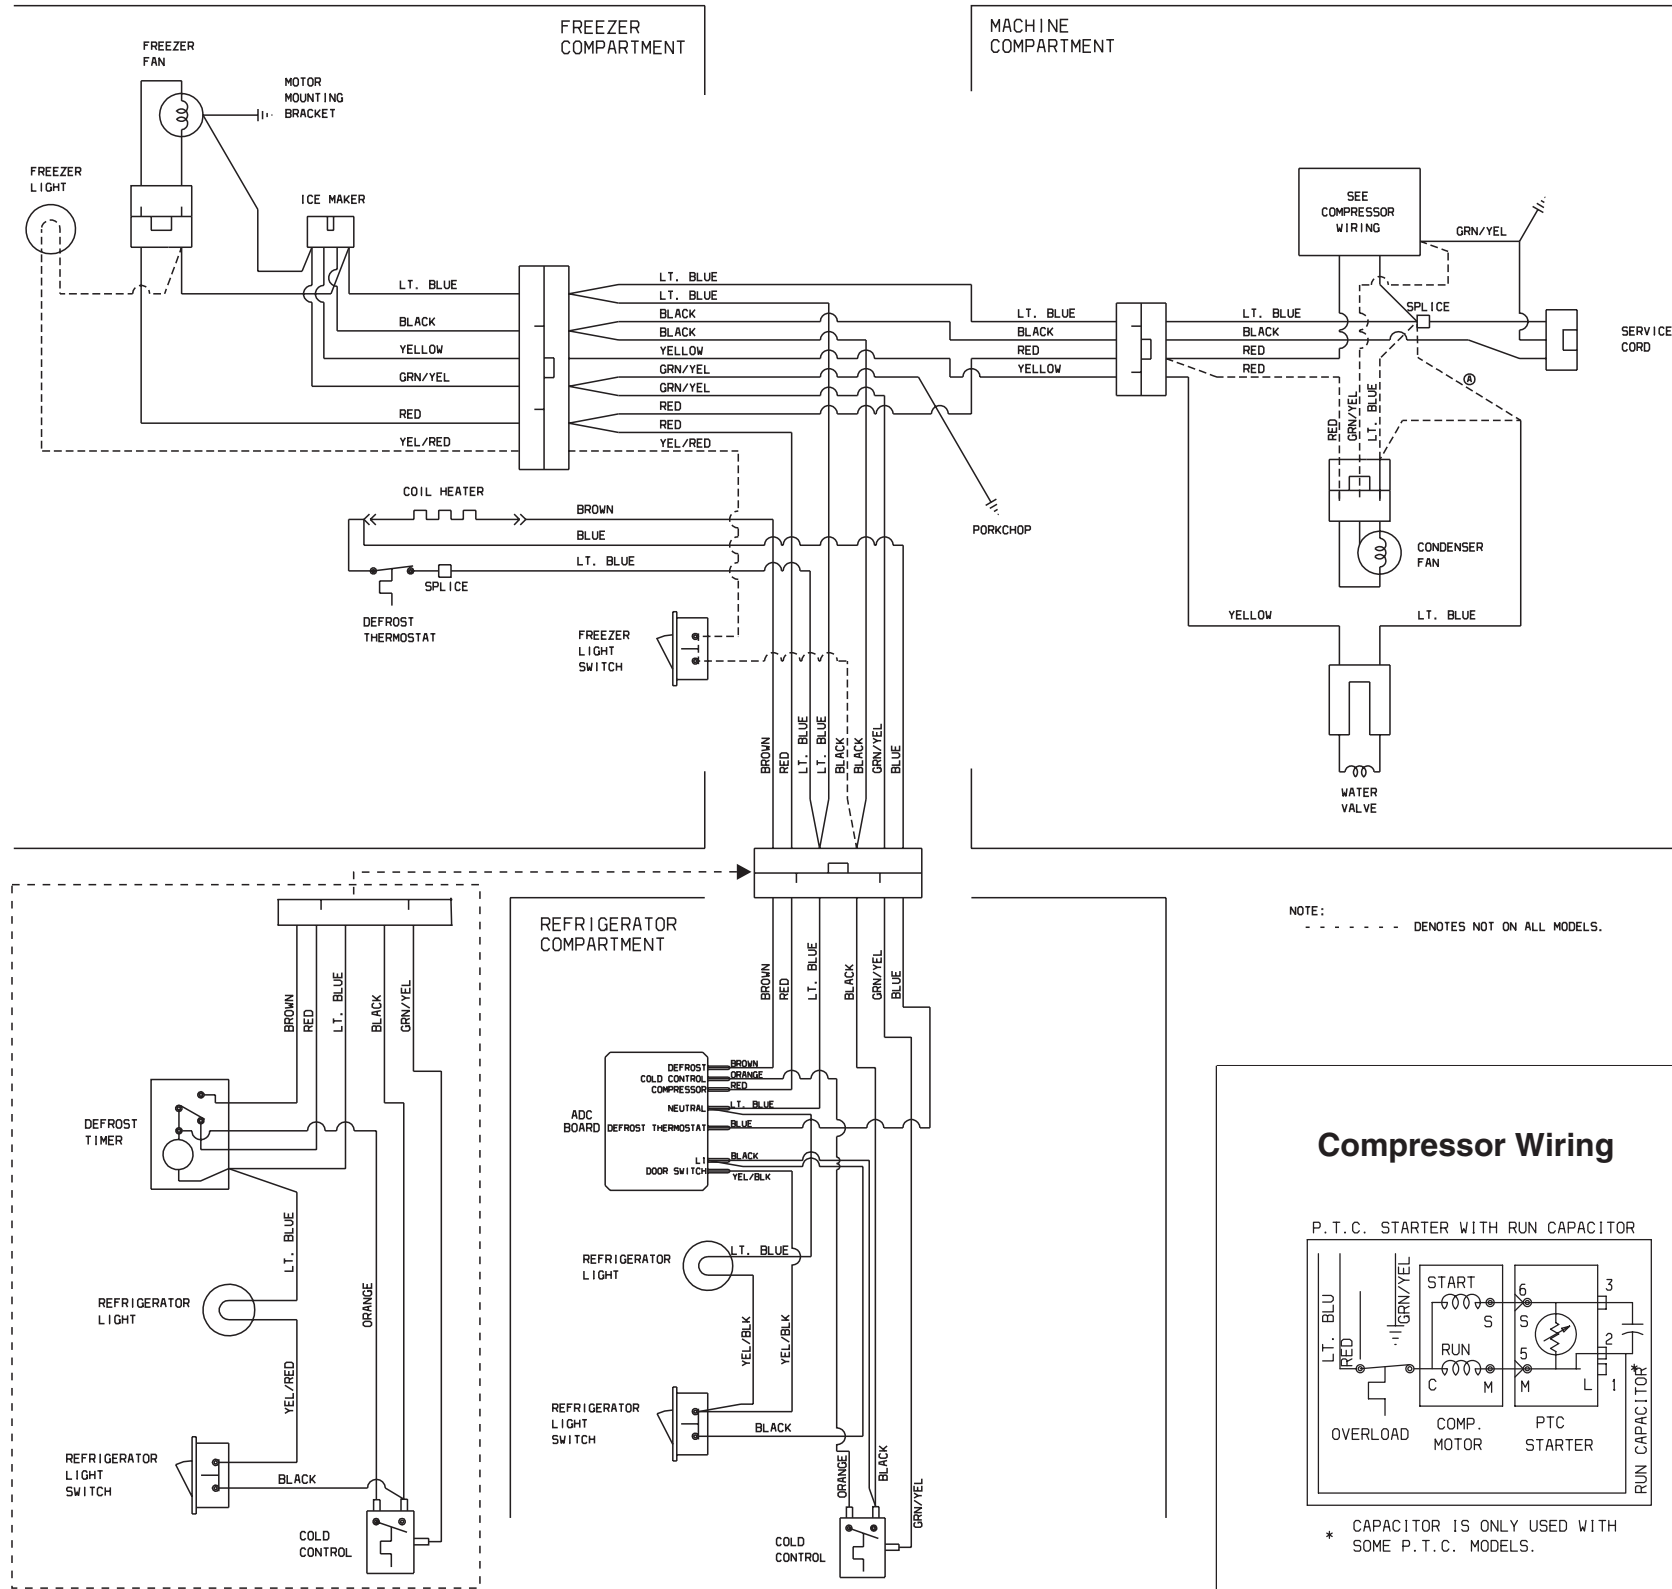 FREEZER
COMPARTMENT
MACHINE
COMPARTMENT
FREEZER
FAN
MOTOR
MOUNTING
BRACKET
FREEZER
LIGHT
ICE MAKER
LT. BLUE
BLACK
YELLOW
GRN/YEL
RED
YEL/RED
LT. BLUE
LT. BLUE
BLACK
BLACK
YELLOW
GRN/YEL
GRN/YEL
RED
RED
YEL/RED
LT. BLUE
BLACK
RED
YELLOW
SEE
COMPRESSOR
WIRING
GRN/YEL
SPLICE
LT. BLUE
BLACK
RED
RED
SERVICE
CORD
A
RED
GRN/YEL
LT. BLUE
CONDENSER
FAN
YELLOW
LT. BLUE
WATER
VALVE
PORKCHOP
COIL HEATER
BROWN
BLUE
LT. BLUE
SPLICE
DEFROST
THERMOSTAT
FREEZER
LIGHT
SWITCH
BROWN
RED
LT. BLUE
LT. BLUE
BLACK
BLACK
GRN/YEL
BLUE
NOTE:
- - - - - - - DENOTES NOT ON ALL MODELS.
BROWN
RED
LT. BLUE
BLACK
GRN/YEL
DEFROST
TIMER
LT. BLUE
REFRIGERATOR
LIGHT
ORANGE
YEL/RED
REFRIGERATOR
LIGHT
SWITCH
BLACK
COLD
CONTROL
REFRIGERATOR
COMPARTMENT
BROWN
RED
LT. BLUE
BLACK
GRN/YEL
BLUE
ADC
BOARD
DEFROST BROWN
COLD CONTROL ORANGE
COMPRESSOR RED
NEUTRAL LT. BLUE
DEFROST THERMOSTAT BLUE
L1 BLACK
DOOR SWITCH YEL/BLK
REFRIGERATOR
LIGHT
LT. BLUE
YEL/BLK
YEL/BLK
REFRIGERATOR
LIGHT
SWITCH
BLACK
ORANGE
BLACK
GRN/YEL
COLD
CONTROL
Compressor Wiring
P.T.C. STARTER WITH RUN CAPACITOR
LT. BLU
RED
GRN/YEL
START
S
6
S
3
RUN
C
M
5
M
L
2
1
*
RUN CAPACITOR
OVERLOAD
COMP.
MOTOR
PTC
STARTER
* CAPACITOR IS ONLY USED WITH
SOME P.T.C. MODELS.